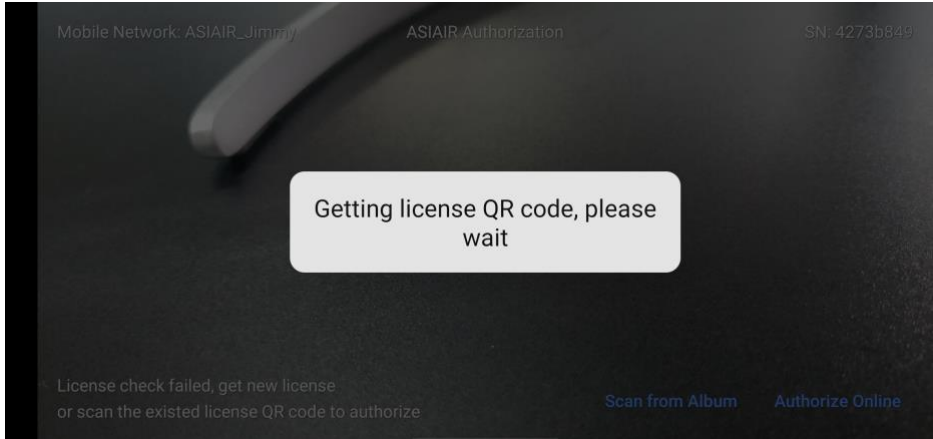 Mobile Network: ASIAIR_Jimmy
ASIAIR Authorization
SN: 4273b849
Getting license QR code, please
wait
License check failed, get new license
or scan the existed license QR code to authorize
Scan from Album
Authorize Online